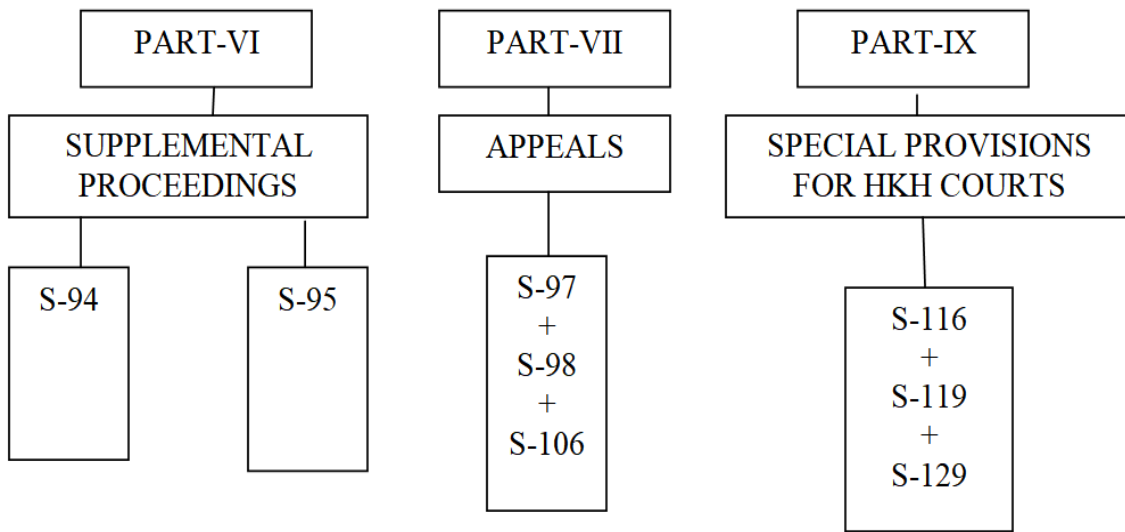 PART-VI
SUPPLEMENTAL
PROCEEDINGS
S-94
S-95
PART-VII
APPEALS
S-97
+
S-98
+
S-106
PART-IX
SPECIAL PROVISIONS
FOR HKH COURTS
S-116
+
S-119
+
S-129